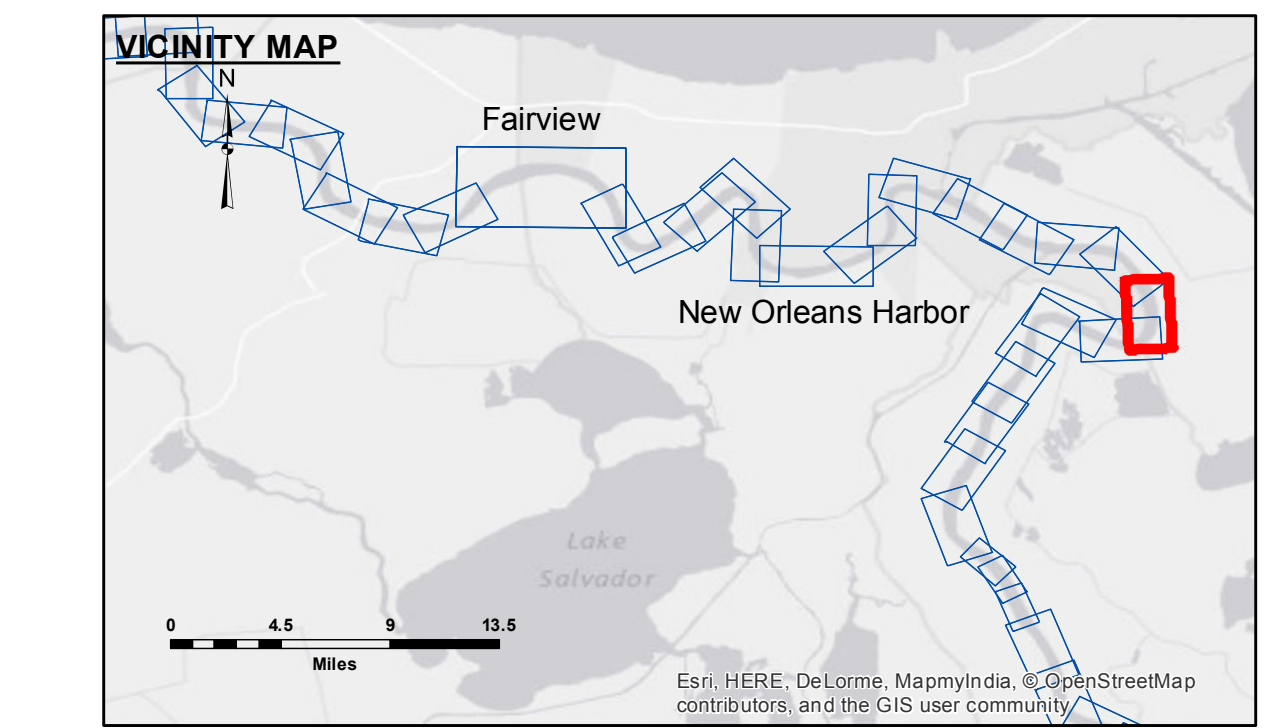 VICINITY MAP
N
Fairview
New Orleans Harbor
Lake
Salvador
0 4.5 9 13.5
Miles
Esri, HERE, DeLorme, MapmyIndia, © OpenStreetMap
contributors, and the GIS user community